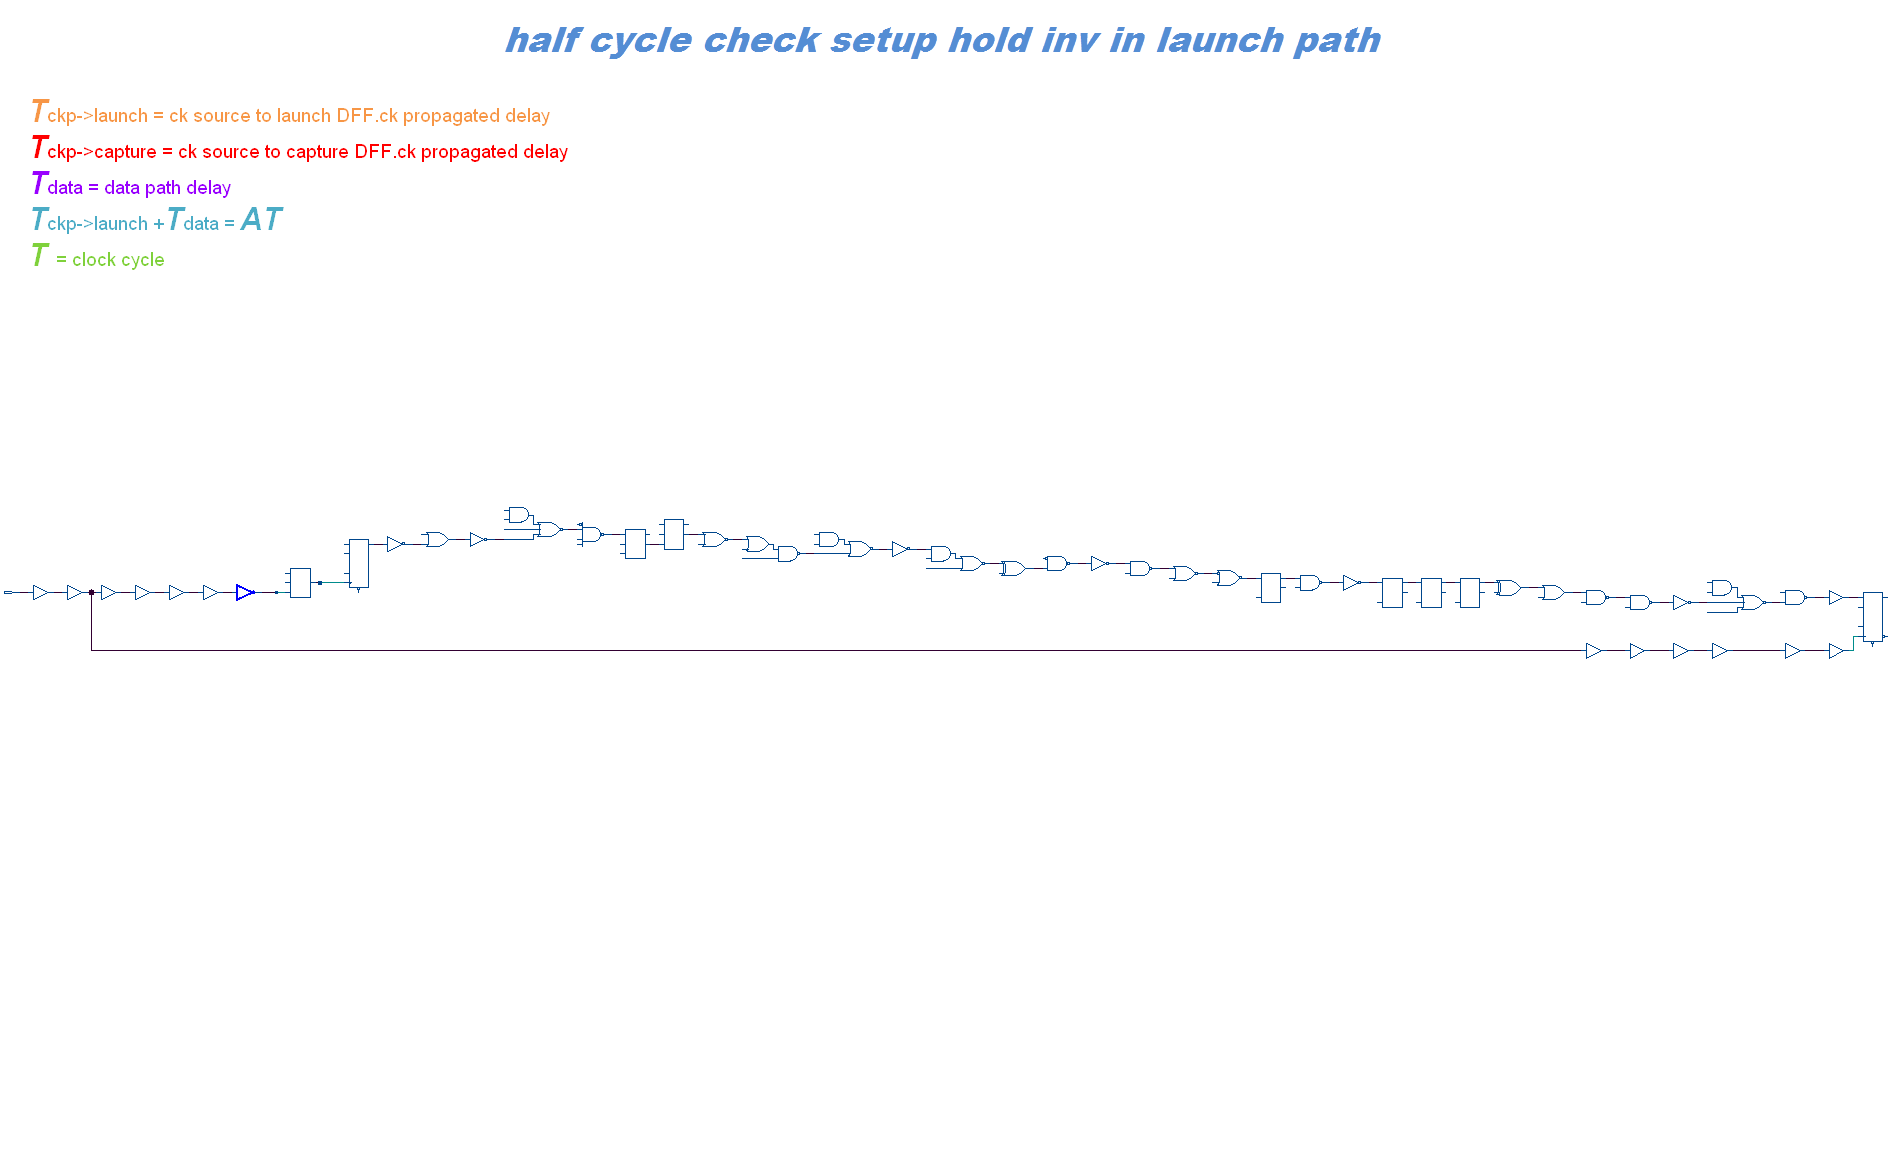 half cycle check setup hold inv in launch path
Tckp->launch = ck source to launch DFF.ck propagated delay
Tckp->capture = ck source to capture DFF.ck propagated delay
Tdata = data path delay
Tckp->launch +Tdata = AT
T = clock cycle